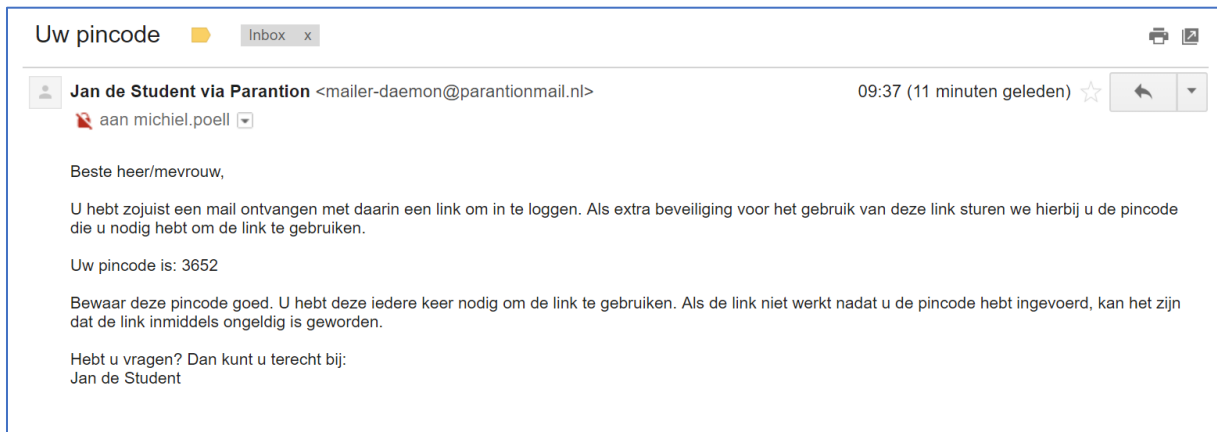 Uw pincode Inbox x
Jan de Student via Parantion <mailer-daemon@parantionmail.nl> 09:37 (11 minuten geleden)
aan michiel.poell
Beste heer/mevrouw,
U hebt zojuist een mail ontvangen met daarin een link om in te loggen. Als extra beveiliging voor het gebruik van deze link sturen we hierbij u de pincode
die u nodig hebt om de link te gebruiken.
Uw pincode is: 3652
Bewaar deze pincode goed. U hebt deze iedere keer nodig om de link te gebruiken. Als de link niet werkt nadat u de pincode hebt ingevoerd, kan het zijn
dat de link inmiddels ongeldig is geworden.
Hebt u vragen? Dan kunt u terecht bij:
Jan de Student